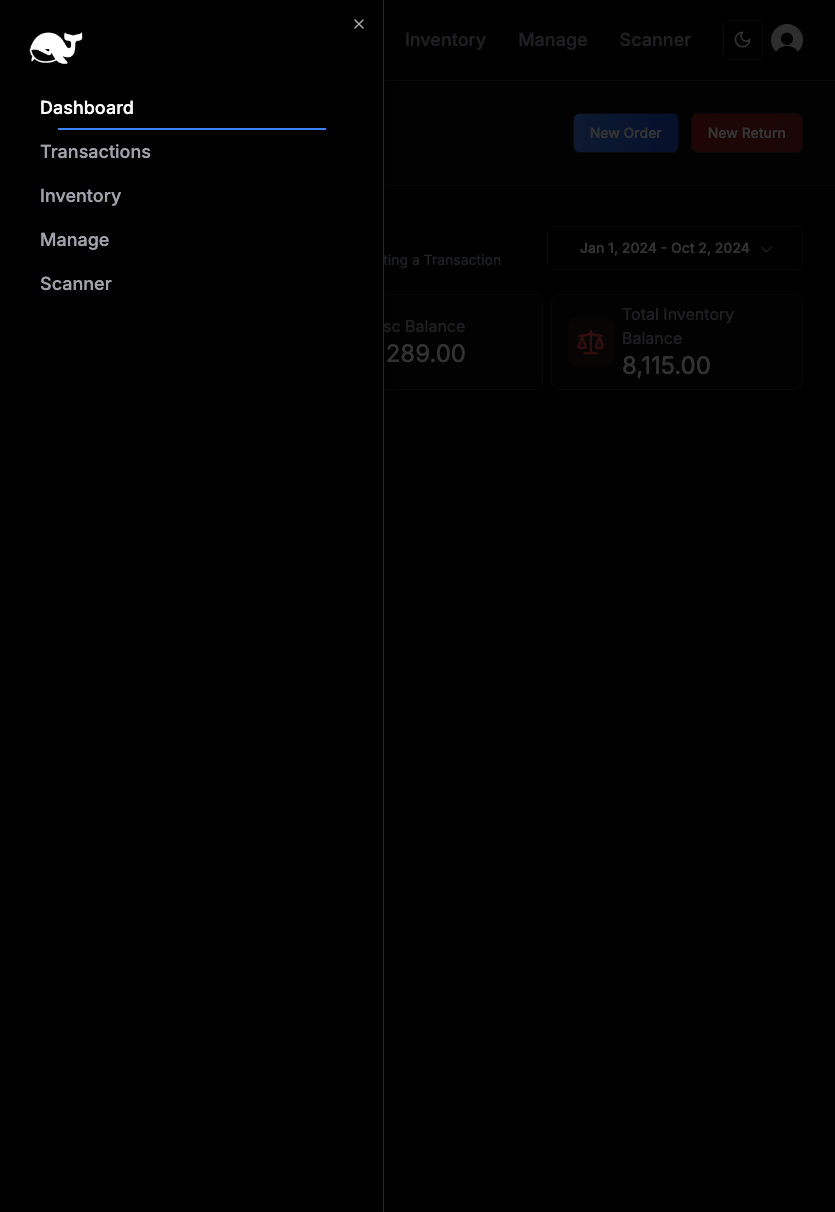 Dashboard
Transactions
Inventory
Manage
Scanner
Inventory Manage Scanner
New Order New Return
ting a Transaction
Jan 1, 2024 - Oct 2, 2024
sc Balance
289.00
Total Inventory
Balance
8,115.00